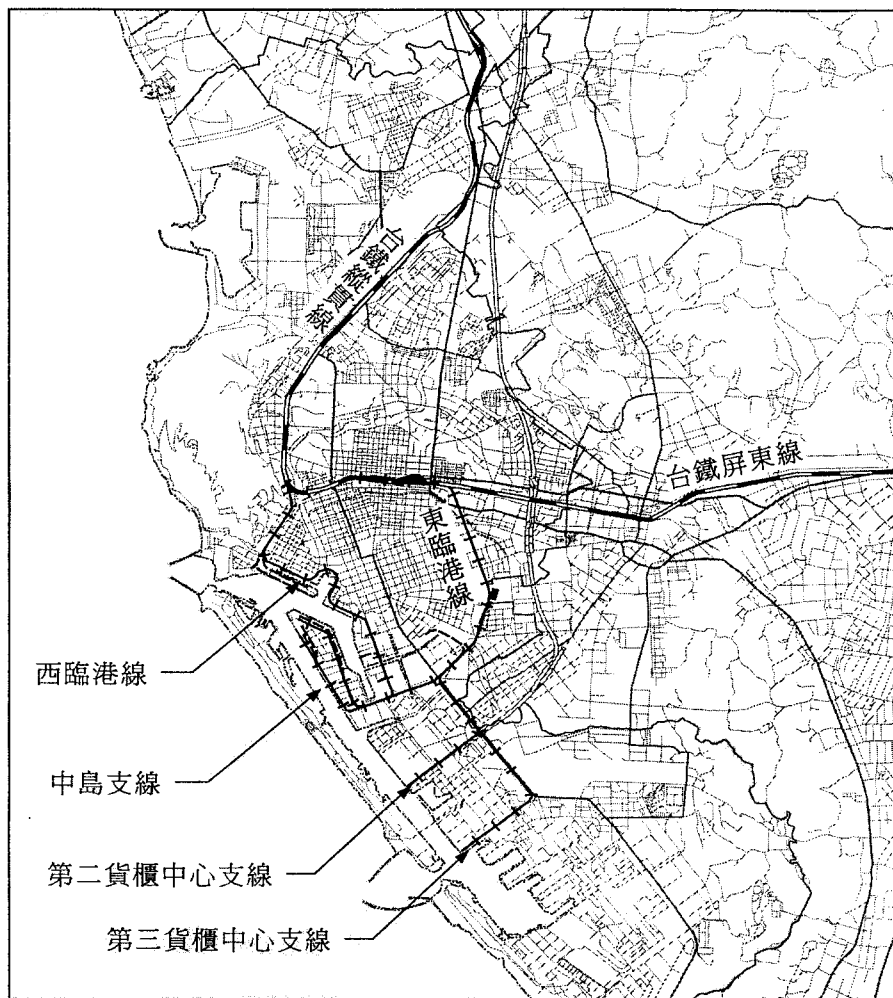 台鐵縱貫線
台鐵屏東線
東臨港線
西臨港線
中島支線
第二貨櫃中心支線
第三貨櫃中心支線